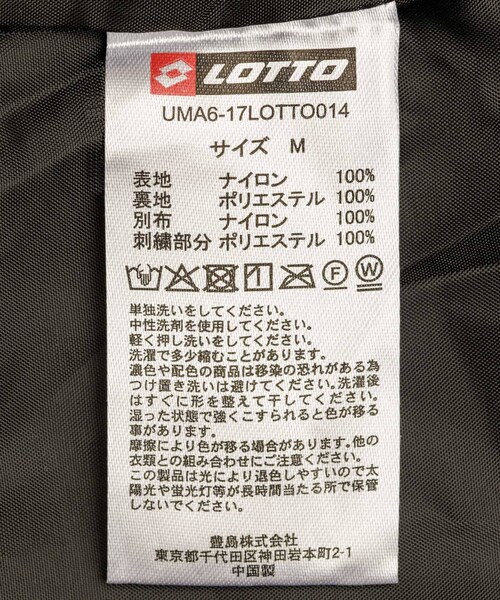 LOTTO
UMA6-17LOTTO014
サイズ M
表地 ナイロン 100%
裏地 ポリエステル 100%
別布 ナイロン 100%
刺繍部分 ポリエステル 100%
F W
単独洗いをしてください。
中性洗剤を使用してください。
軽く押し洗いをしてください。
洗濯で多少縮むことがあります。
濃色や配色の商品は移染の恐れがある為
つけ置き洗いは避けてください。洗濯後
はすぐに形を整えて干してください。
湿った状態で強くこすられると色が移る
事があります。
摩擦により色が移る場合があります。他の
衣類との組み合わせにご注意ください。
この製品は光により退色しやすいので太
陽光や蛍光灯等が長時間当たる所で保管
しないでください。
豊島株式会社
東京都千代田区神田岩本町2-1
中国製